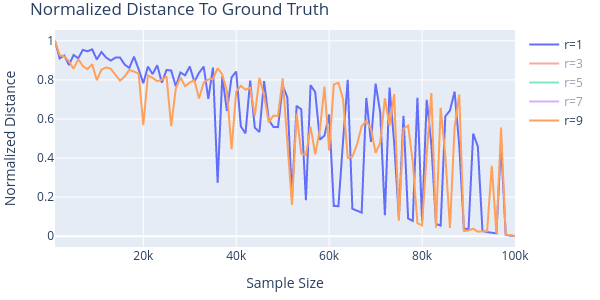 Normalized Distance To Ground Truth
Normalized Distance
1
0.8
0.6
0.4
0.2
0
20k
40k
60k
80k
100k
Sample Size
r=1
r=3
r=5
r=7
r=9